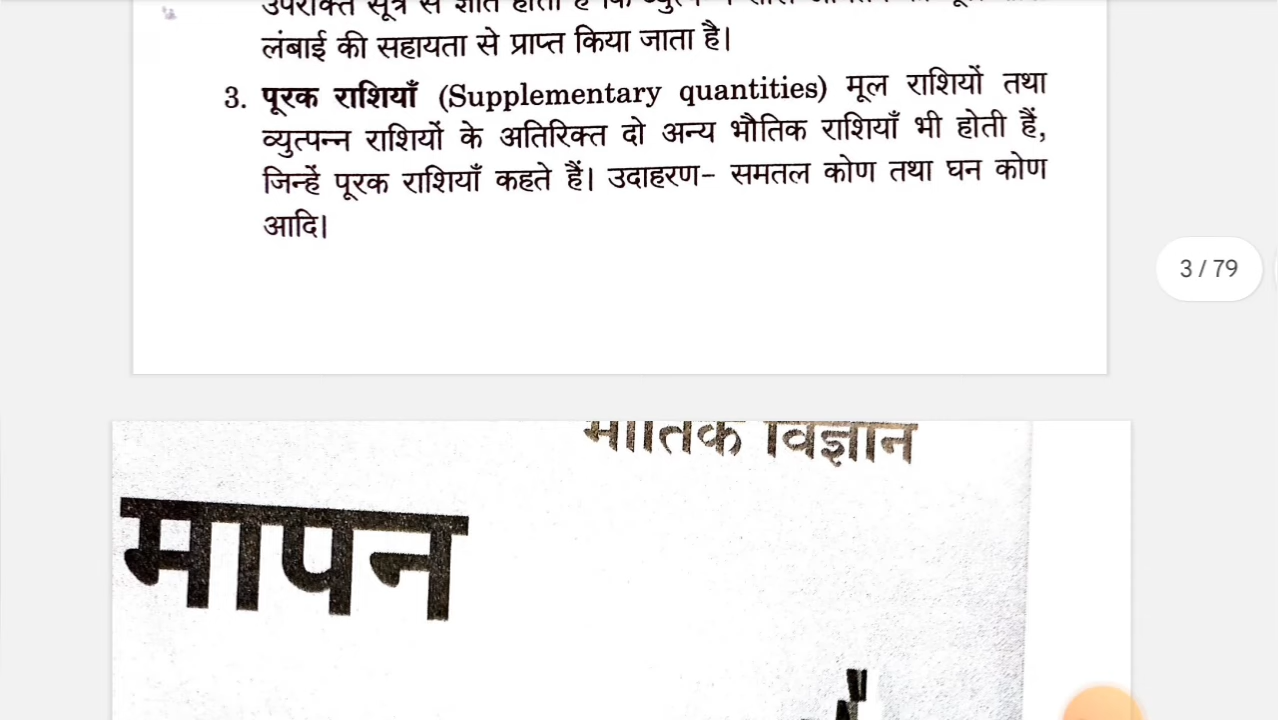 लंबाई की सहायता से प्राप्त किया जाता है।
3. पूरक राशियाँ (Supplementary quantities) मूल राशियों तथा
व्युत्पन्न राशियों के अतिरिक्त दो अन्य भौतिक राशियाँ भी होती हैं,
जिन्हें पूरक राशियाँ कहते हैं। उदाहरण- समतल कोण तथा घन कोण
आदि।
3 / 79
भौतिक विज्ञान
मापन